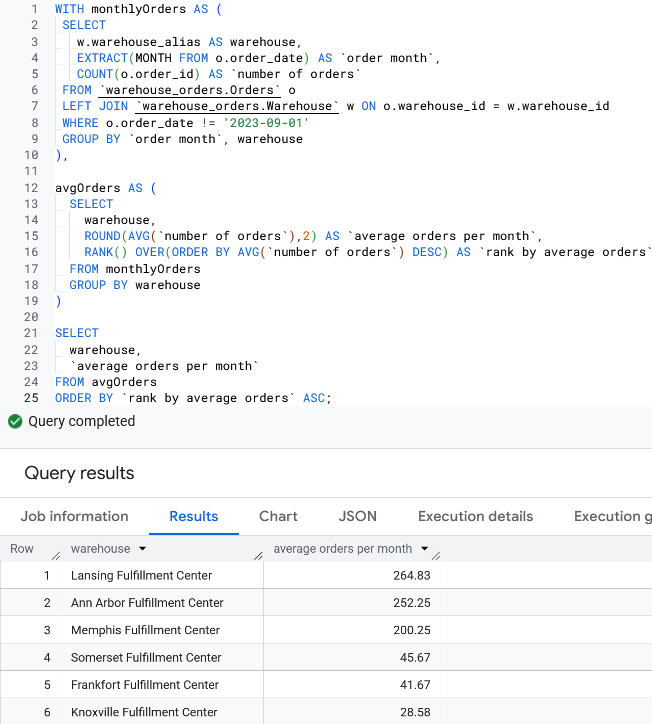 1 WITH monthlyOrders AS (
2 SELECT
3 w.warehouse_alias AS warehouse,
4 EXTRACT(MONTH FROM o.order_date) AS `order month`,
5 COUNT(o.order_id) AS `number of orders`
6 FROM `warehouse_orders.Orders` o
7 LEFT JOIN `warehouse_orders.Warehouse` w ON o.warehouse_id = w.warehouse_id
8 WHERE o.order_date != '2023-09-01'
9 GROUP BY `order month`, warehouse
10 ),
11
12 avgOrders AS (
13 SELECT
14 warehouse,
15 ROUND(AVG(`number of orders`),2) AS `average orders per month`,
16 RANK() OVER(ORDER BY AVG(`number of orders`) DESC) AS `rank by average orders`
17 FROM monthlyOrders
18 GROUP BY warehouse
19 )
20
21 SELECT
22 warehouse,
23 `average orders per month`
24 FROM avgOrders
25 ORDER BY `rank by average orders` ASC;
Query completed
Query results
Job information Results Chart JSON Execution details Execution g
Row warehouse average orders per month
1 Lansing Fulfillment Center 264.83
2 Ann Arbor Fulfillment Center 252.25
3 Memphis Fulfillment Center 200.25
4 Somerset Fulfillment Center 45.67
5 Frankfort Fulfillment Center 41.67
6 Knoxville Fulfillment Center 28.58